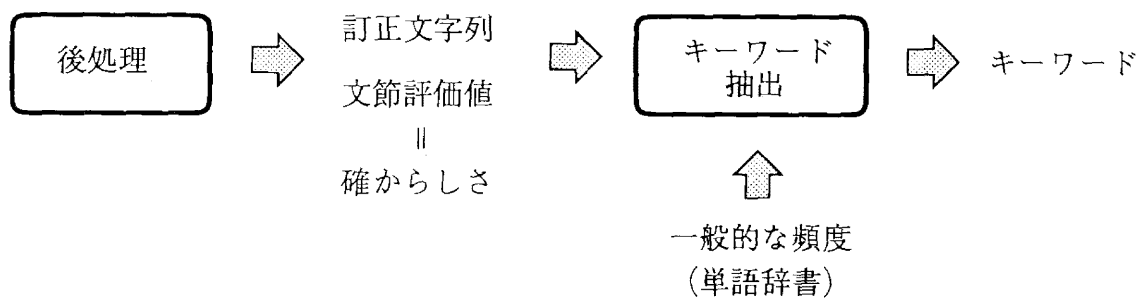 後処理
訂正文字列
文節評価値
॥
確からしさ
キーワード
抽出
キーワード
一般的な頻度
(単語辞書)